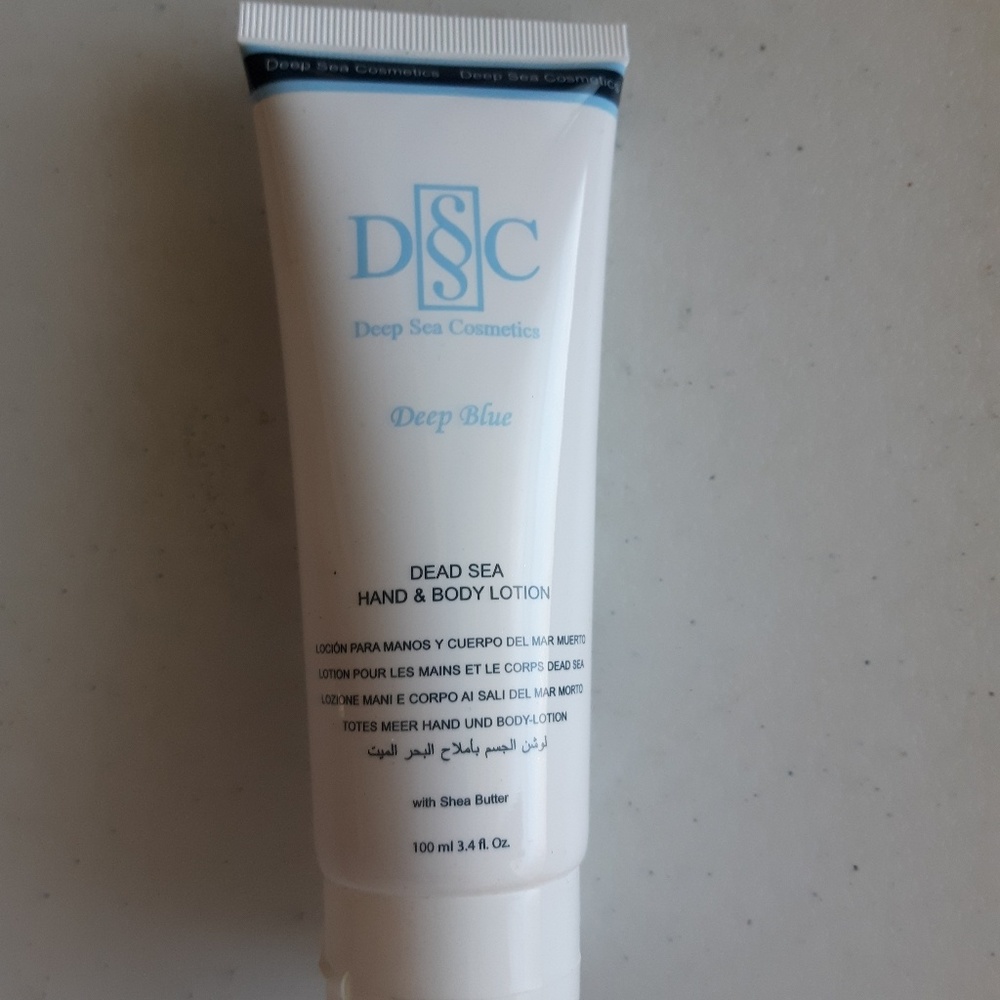 Deep Sea Cosmetics Deep Sea Cosmetics
D§C
Deep Sea Cosmetics
Deep Blue
DEAD SEA
HAND & BODY LOTION
LOCIÓN PARA MANOS Y CUERPO DEL MAR MUERTO
LOTION POUR LES MAINS ET LE CORPS DEAD SEA
LOZIONE MANI E CORPO AI SALI DEL MAR MORTO
TOTES MEER HAND UND BODY-LOTION
لوشن الجسم بأملاح البحر الميت
with Shea Butter
100 ml 3.4 fl. Oz.